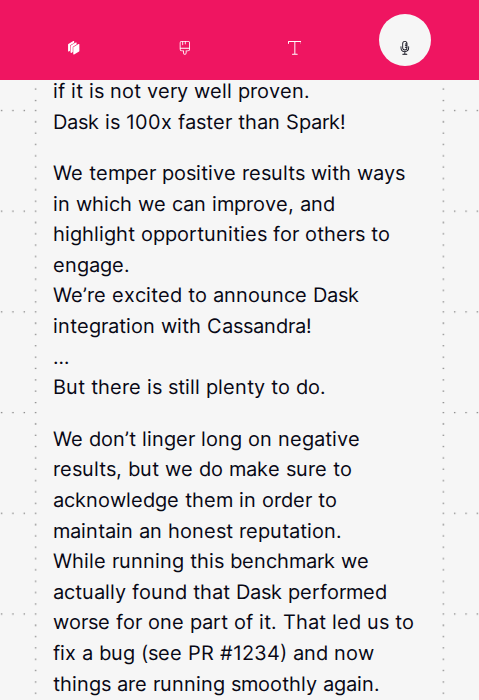 if it is not very well proven.
Dask is 100x faster than Spark!
We temper positive results with ways
in which we can improve, and
highlight opportunities for others to
engage.
We’re excited to announce Dask
integration with Cassandra!
...
But there is still plenty to do.
We don’t linger long on negative
results, but we do make sure to
acknowledge them in order to
maintain an honest reputation.
While running this benchmark we
actually found that Dask performed
worse for one part of it. That led us to
fix a bug (see PR #1234) and now
things are running smoothly again.